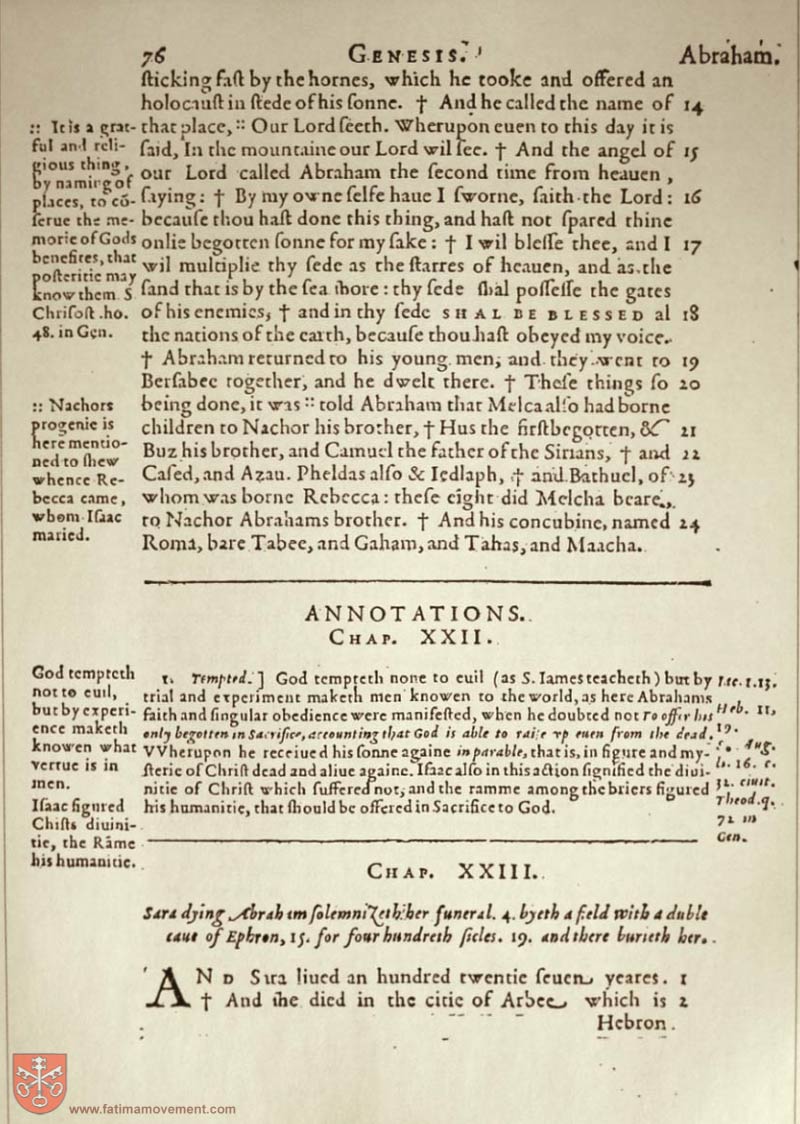 76 GENESIS. Abraham.
ſticking faſt by the hornes, which he tooke and offered an
holocauſt in ſtede of his ſonne. † And he called the name of 14
that place, :: Our Lord ſeeth. Wherupon euen to this day it is
ſaid, In the mountaine our Lord wil ſee. † And the angel of 15
our Lord called Abraham the ſecond time from heauen,
ſaying: † By my owne ſelfe haue I ſworne, ſaith the Lord: 16
becauſe thou haſt done this thing, and haſt not ſpared thine
onlie begotten ſonne for my ſake: † I wil bleſſe thee, and I 17
wil multiplie thy ſede as the ſtarres of heauen, and as the
ſand that is by the ſea ſhore: thy ſede ſhal poſſeſſe the gates
of his enemies, † and in thy ſede SHAL BE BLESSED al 18
the nations of the earth, becauſe thou haſt obeyed my voice.
† Abraham returned to his young men, and they went to 19
Berſabee together, and he dwelt there. † Theſe things ſo 20
being done, it was :: told Abraham that Melca alſo had borne
children to Nachor his brother, † Hus the firſtbegotten, & 21
Buz his brother, and Camuel the father of the Sirians, † and 22
Caſed, and Azau. Pheldas alſo & Iedlaph, † and Bathuel, of 23
whom was borne Rebecca: theſe eight did Melcha beare,
to Nachor Abrahams brother. † And his concubine, named 24
Roma, bare Tabee, and Gaham, and Tahas, and Maacha.
:: It is a grat-
ful and reli-
gious thing,
by naming of
places, to cō-
ſerue the me-
morie of Gods
benefites, that
poſteritie may
know them. S
Chriſoſt. ho.
48. in Gen.
:: Nachors
progenie is
here mentio-
ned to ſhew
whence Re-
becca came,
whom Iſaac
maried.
ANNOTATIONS.
CHAP. XXII.
1. Tempted.] God tempteth none to euil (as S. Iames teacheth) but by
trial and experiment maketh men knowen to the world, as here Abrahams
faith and ſingular obedience were manifeſted, when he doubted not To offer his
only begotten in Sacrifice, accounting that God is able to raiſe vp euen from the dead.
VVherupon he receiued his ſonne againe in parable, that is, in figure and my-
ſterie of Chriſt dead and aliue againe. Iſaac alſo in this action ſignified the diui-
nitie of Chriſt which ſuffered not, and the ramme among the briers figured
his humanitie, that ſhould be offered in Sacrifice to God.
God tempteth
not to euil,
but by experi-
ence maketh
knowen what
vertue is in
men.
Iſaac figured
Chiſts diuini-
tie, the Rāme
his humanitie.
1.13.
Heb. 11,
19.
Aug.
li. 16. c.
32. ciuit.
Theod. q.
72 in
Gen.
CHAP. XXIII.
Sara dying Abraham ſolemnizeth her funeral. 4. byeth a field with a duble
caue of Ephron, 15. for four hundreth ſicles. 19. and there burieth her.
AND Sara liued an hundred twentie ſeuen yeares. 1
† And ſhe died in the citie of Arbee which is 2
Hebron.
www.fatimamovement.com